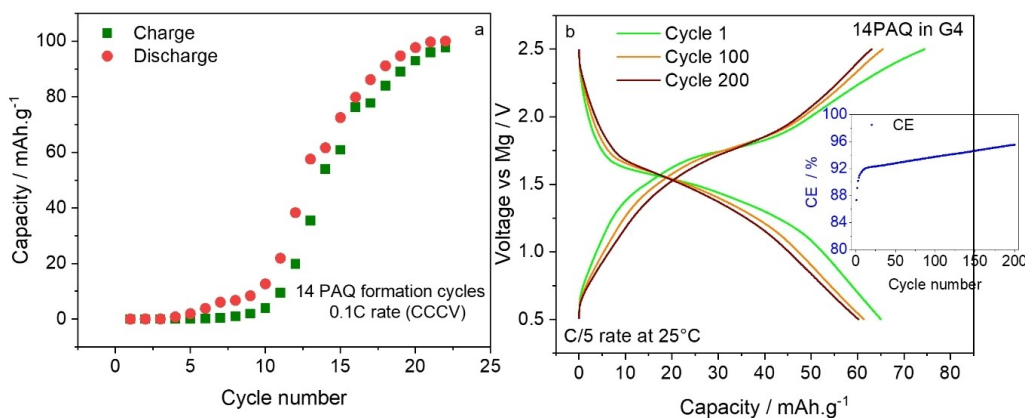 a
Charge
Discharge
100
80
60
40
20
0
Capacity / mAh.g⁻¹
14 PAQ formation cycles
0.1C rate (CCCV)
0 5 10 15 20 25
Cycle number
b
14PAQ in G4
Cycle 1
Cycle 100
Cycle 200
2.5
2.0
1.5
1.0
0.5
Voltage vs Mg / V
C/5 rate at 25°C
0 10 20 30 40 50 60 70 80 90
Capacity / mAh.g⁻¹
CE
100
96
92
88
84
80
CE / %
0 50 100 150 200
Cycle number